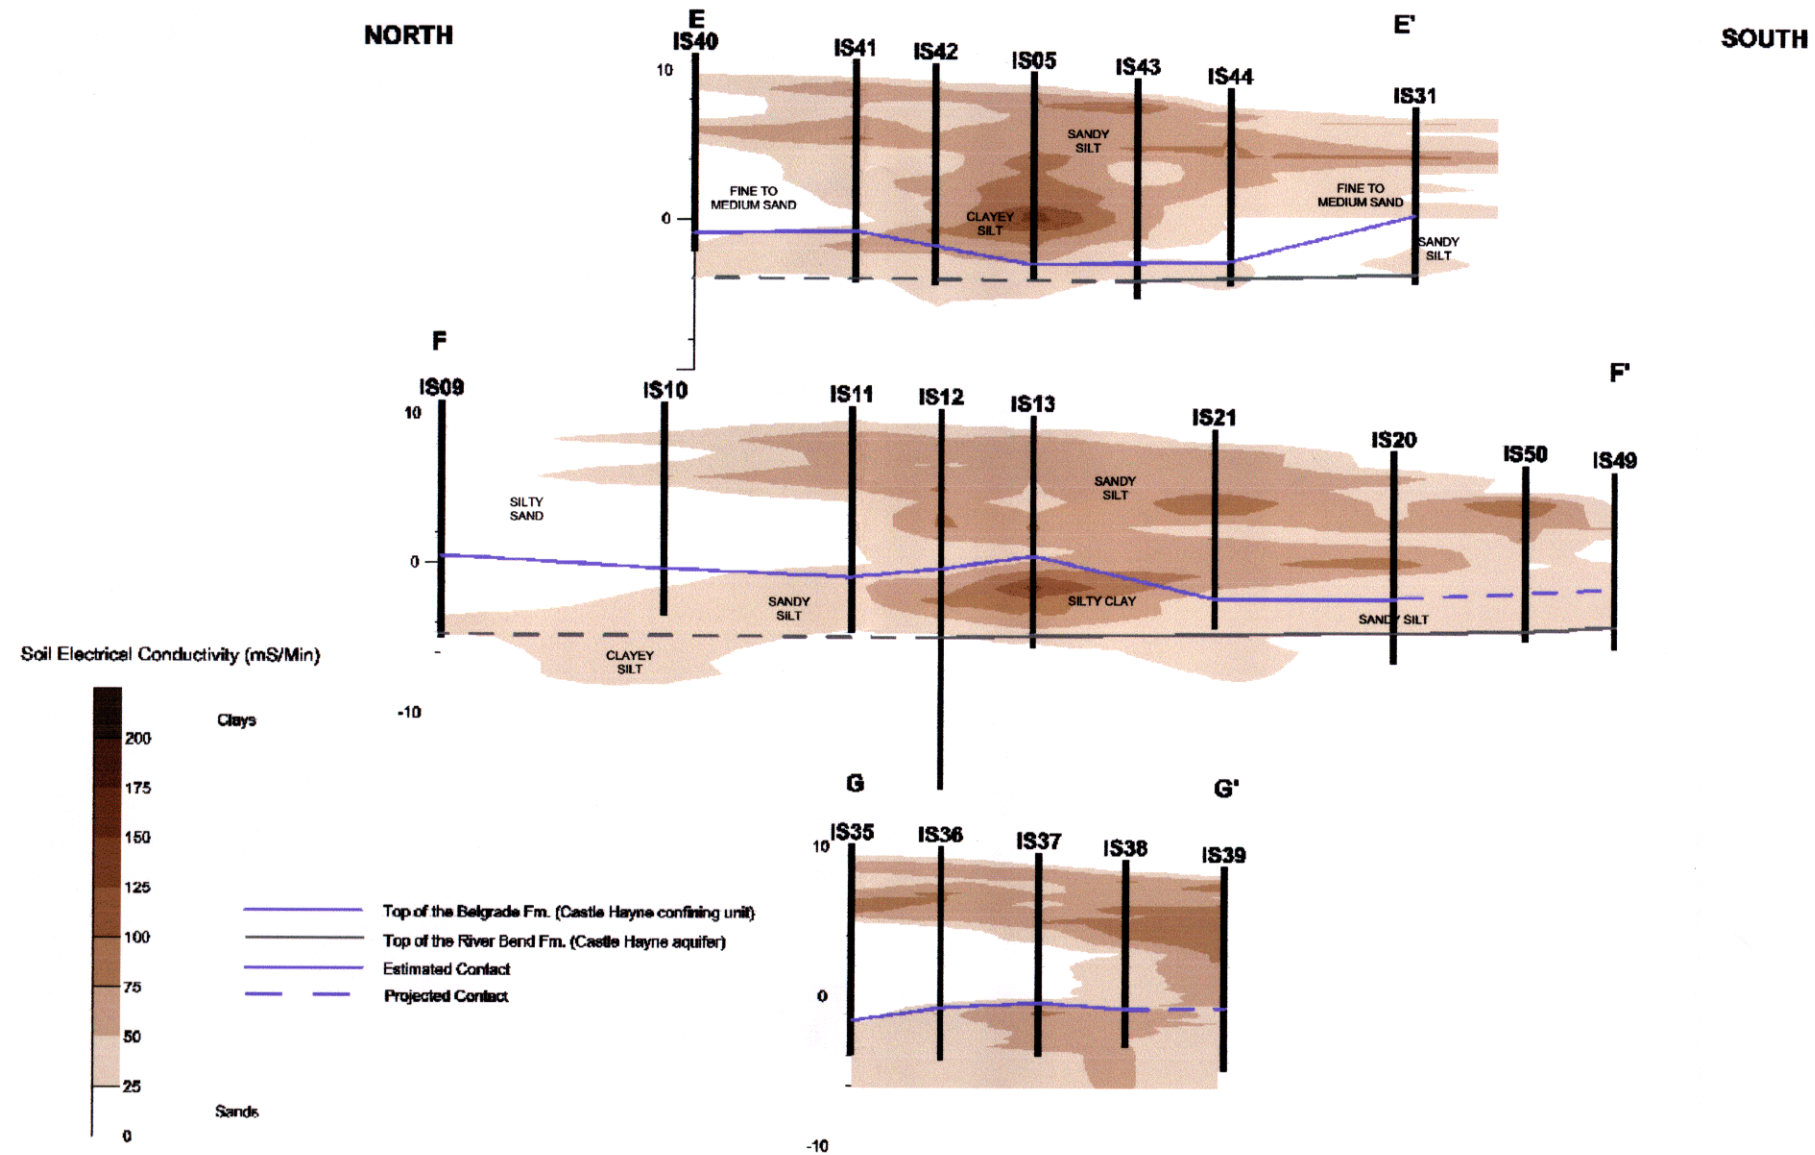 NORTH
SOUTH
E
E'
IS40
IS41
IS42
IS05
IS43
IS44
IS31
10
SANDY
SILT
FINE TO
MEDIUM SAND
FINE TO
MEDIUM SAND
0
CLAYEY
SILT
SANDY
SILT
F
F'
IS09
IS10
IS11
IS12
IS13
IS21
IS20
IS50
IS49
10
SILTY
SAND
SANDY
SILT
0
SANDY
SILT
SILTY CLAY
SANDY SILT
CLAYEY
SILT
-10
Soil Electrical Conductivity (mS/Min)
Clays
200
175
150
125
100
75
50
25
0
Sands
G
G'
IS35
IS36
IS37
IS38
IS39
10
0
-10
Top of the Belgrade Fm. (Castle Hayne confining unit)
Top of the River Bend Fm. (Castle Hayne aquifer)
Estimated Contact
Projected Contact